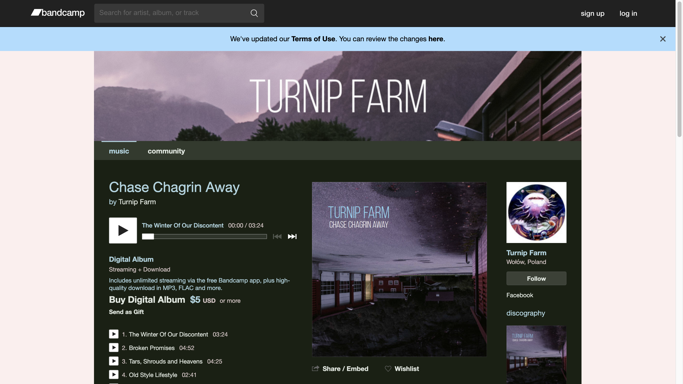 bandcamp
Search for artist, album, or track
sign up
log in
We've updated our Terms of Use. You can review the changes here.
TURNIP FARM
music
community
Chase Chagrin Away
by Turnip Farm
The Winter Of Our Discontent 00:00 / 03:24
Digital Album
Streaming + Download
Includes unlimited streaming via the free Bandcamp app, plus high-
quality download in MP3, FLAC and more.
Buy Digital Album $5 USD or more
Send as Gift
1. The Winter Of Our Discontent 03:24
2. Broken Promises 04:52
3. Tars, Shrouds and Heavens 04:25
4. Old Style Lifestyle 02:41
TURNIP FARM
CHASE CHAGRIN AWAY
Share / Embed
Wishlist
Turnip Farm
Wołów, Poland
Follow
Facebook
discography
TURNIP FARM